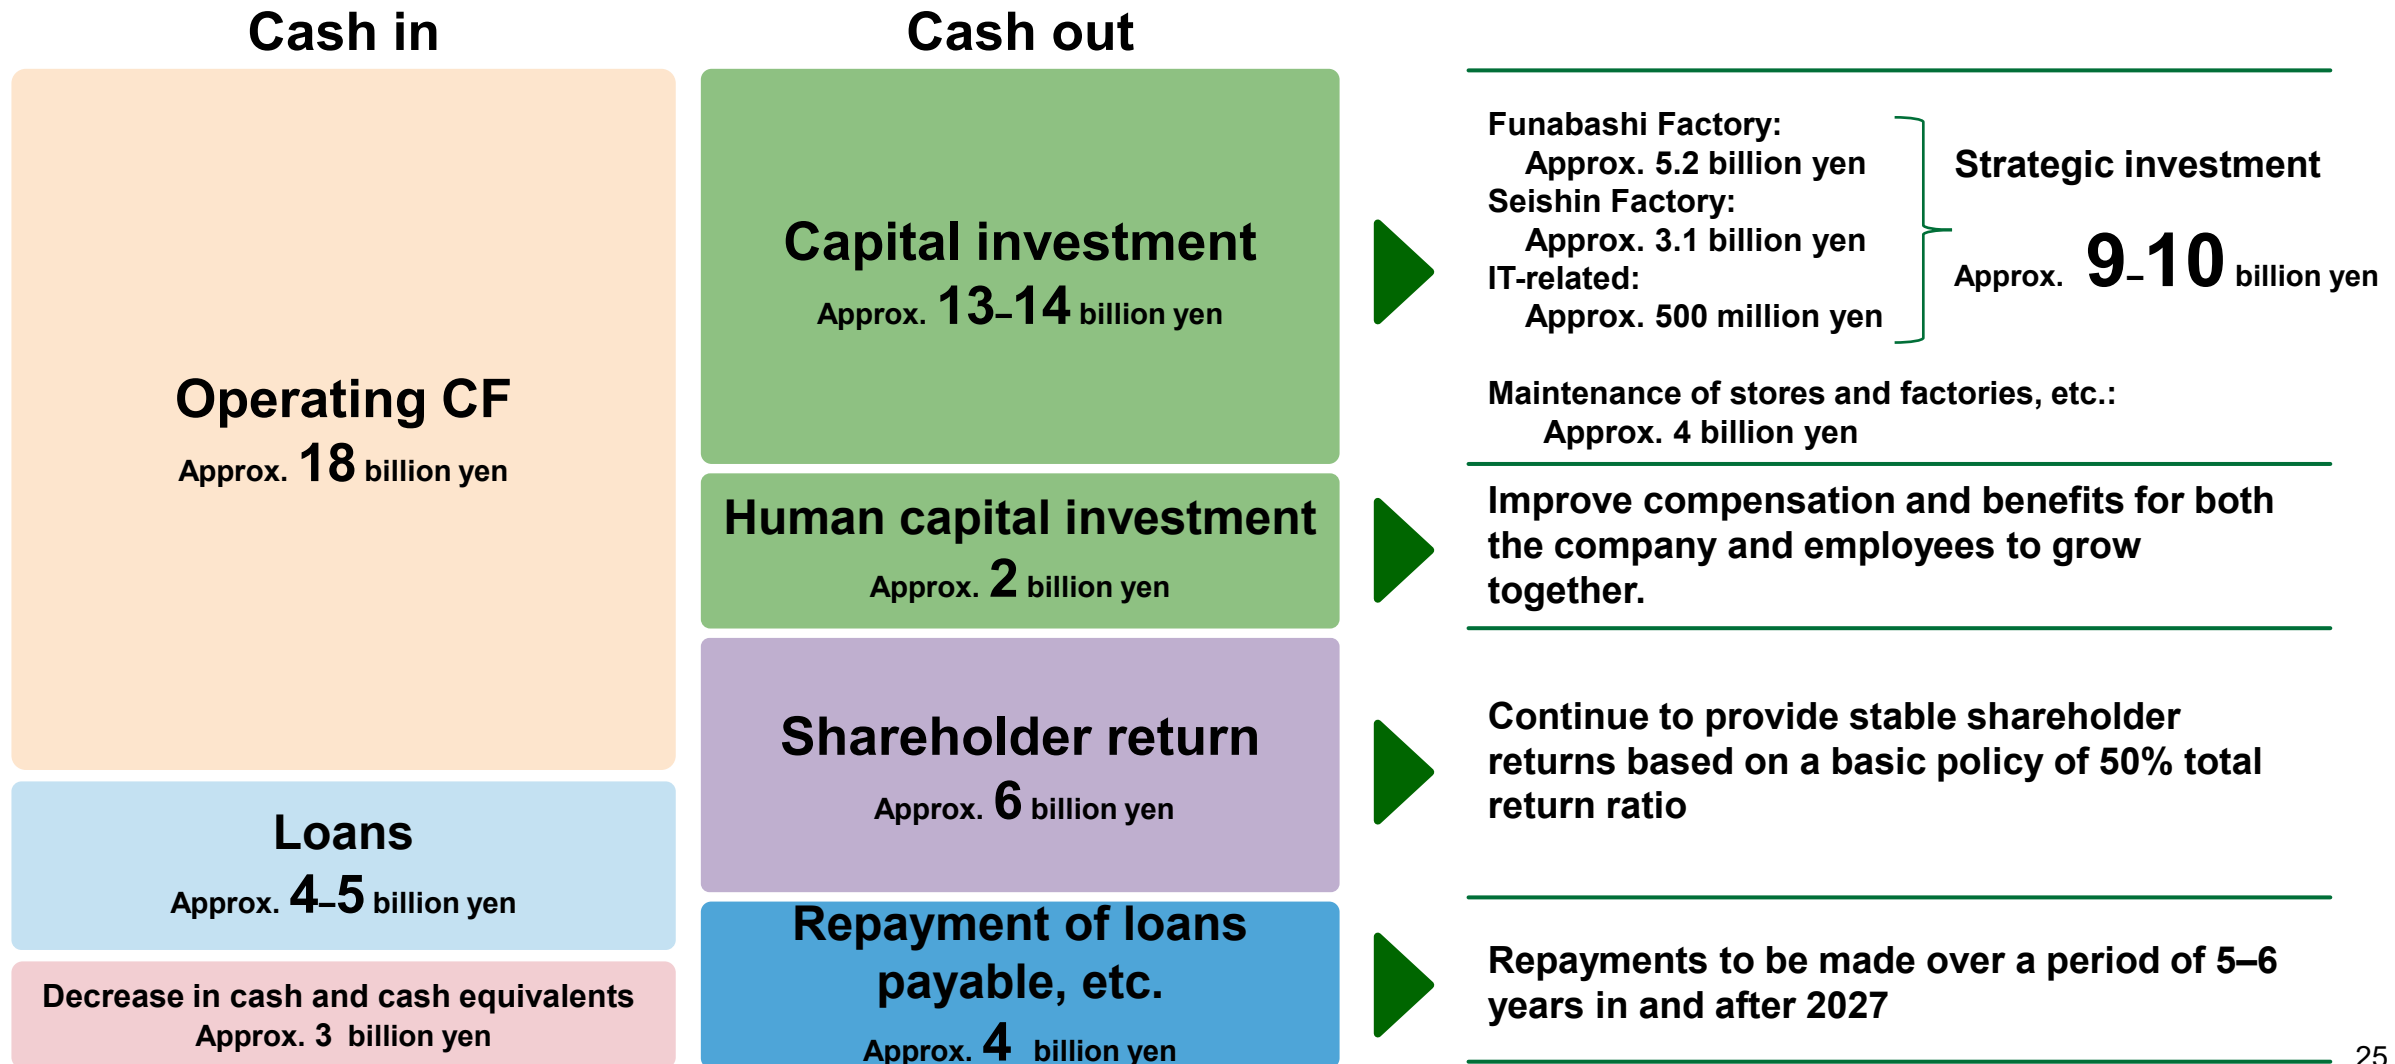 Cash in
Cash out
Operating CF
Approx. 18 billion yen
Loans
Approx. 4–5 billion yen
Decrease in cash and cash equivalents
Approx. 3 billion yen
Capital investment
Approx. 13–14 billion yen
Human capital investment
Approx. 2 billion yen
Shareholder return
Approx. 6 billion yen
Repayment of loans
payable, etc.
Approx. 4 billion yen
Funabashi Factory:
Approx. 5.2 billion yen
Seishin Factory:
Approx. 3.1 billion yen
IT-related:
Approx. 500 million yen
Strategic investment
Approx. 9–10 billion yen
Maintenance of stores and factories, etc.:
Approx. 4 billion yen
Improve compensation and benefits for both
the company and employees to grow
together.
Continue to provide stable shareholder
returns based on a basic policy of 50% total
return ratio
Repayments to be made over a period of 5–6
years in and after 2027
25